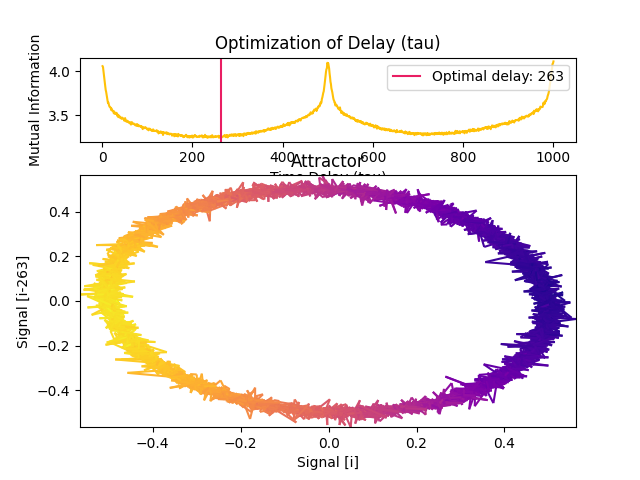 Optimization of Delay (tau)
Mutual Information
4.0
3.5
Optimal delay: 263
0 200 400 600 800 1000
Time Delay (tau)
Attractor
Signal [i-263]
0.4
0.2
0.0
−0.2
−0.4
−0.4 −0.2 0.0 0.2 0.4
Signal [i]